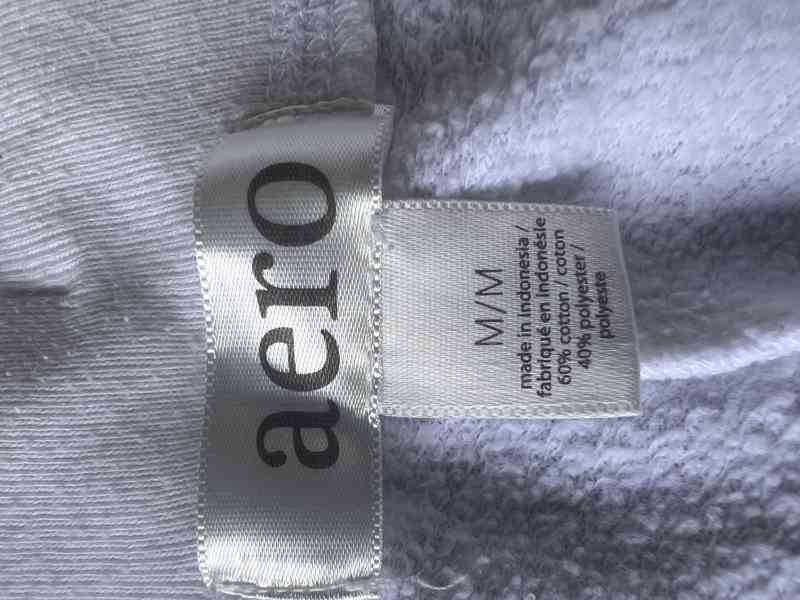 aero
M/M
made in Indonesia /
fabriqué en Indonésie
60% cotton / coton
40% polyester /
polyeste